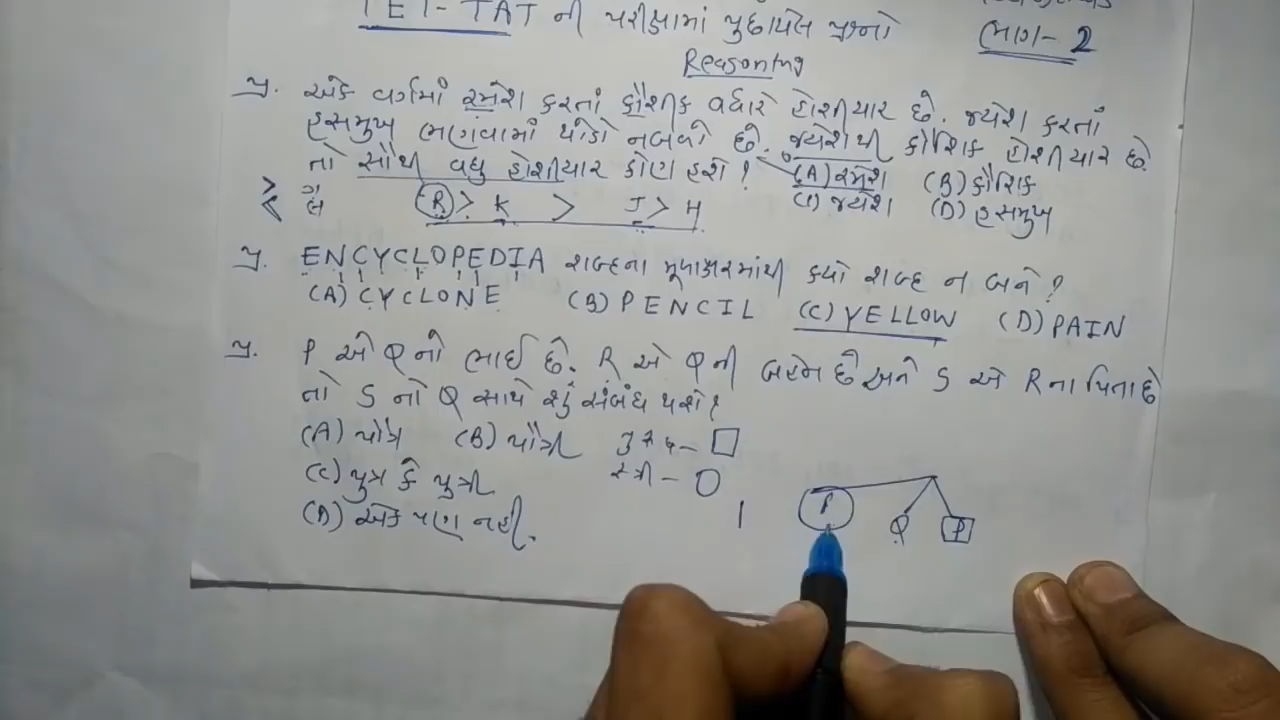 TET - TAT ની પરીક્ષામાં પુછાયેલ પ્રશ્નો
ભાગ - 2
Reasoning
પ્ર. એક વર્ગમાં રમેશ કરતાં કૌશીક વધારે હોશીયાર છે. જયેશ કરતાં
હસમુખ ભણવામાં થોડો નબળો છે. જયેશથી કૌશિક હોશિયાર છે
તો સૌથી વધુ હોશીયાર કોણ હશે? (A) રમેશ (B) કૌશિક
(C) જયેશ (D) હસમુખ
> ગુ
< લ
R > K > J > H
પ્ર. ENCYCLOPEDIA શબ્દના મૂળાક્ષરમાંથી કયો શબ્દ ન બને?
(A) CYCLONE (B) PENCIL (C) YELLOW (D) PAIN
પ્ર. P એ Q નો ભાઈ છે. R એ Q ની બહેન છે અને S એ R ના પિતા છે
તો S નો Q સાથે શું સંબંધ થશે?
(A) પૌત્ર (B) પૌત્રી પુરુષ - □
(C) પુત્ર કે પુત્રી સ્ત્રી - O
(D) એક પણ નહી.
P Q P